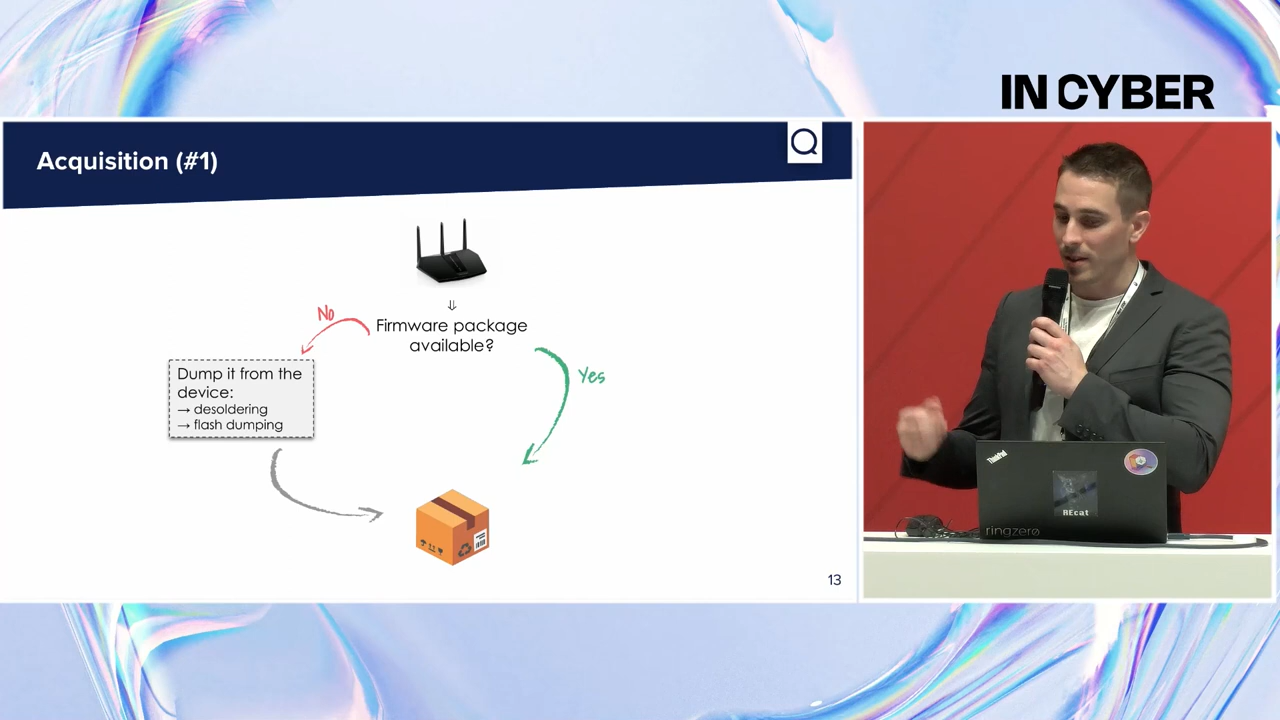 IN CYBER
Acquisition (#1)
⇓
Firmware package
available?
No
Yes
Dump it from the
device:
→ desoldering
→ flash dumping
13
ThinkPad
REcat
ringzerø